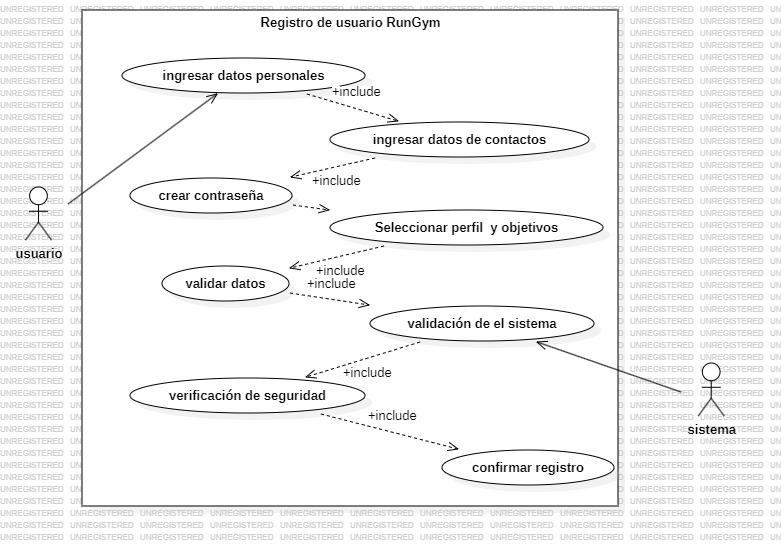 Registro de usuario RunGym
ingresar datos personales
+include
ingresar datos de contactos
+include
crear contraseña
Seleccionar perfil y objetivos
usuario
+include
validar datos
+include
validación de el sistema
+include
verificación de seguridad
+include
sistema
confirmar registro
UNREGISTERED